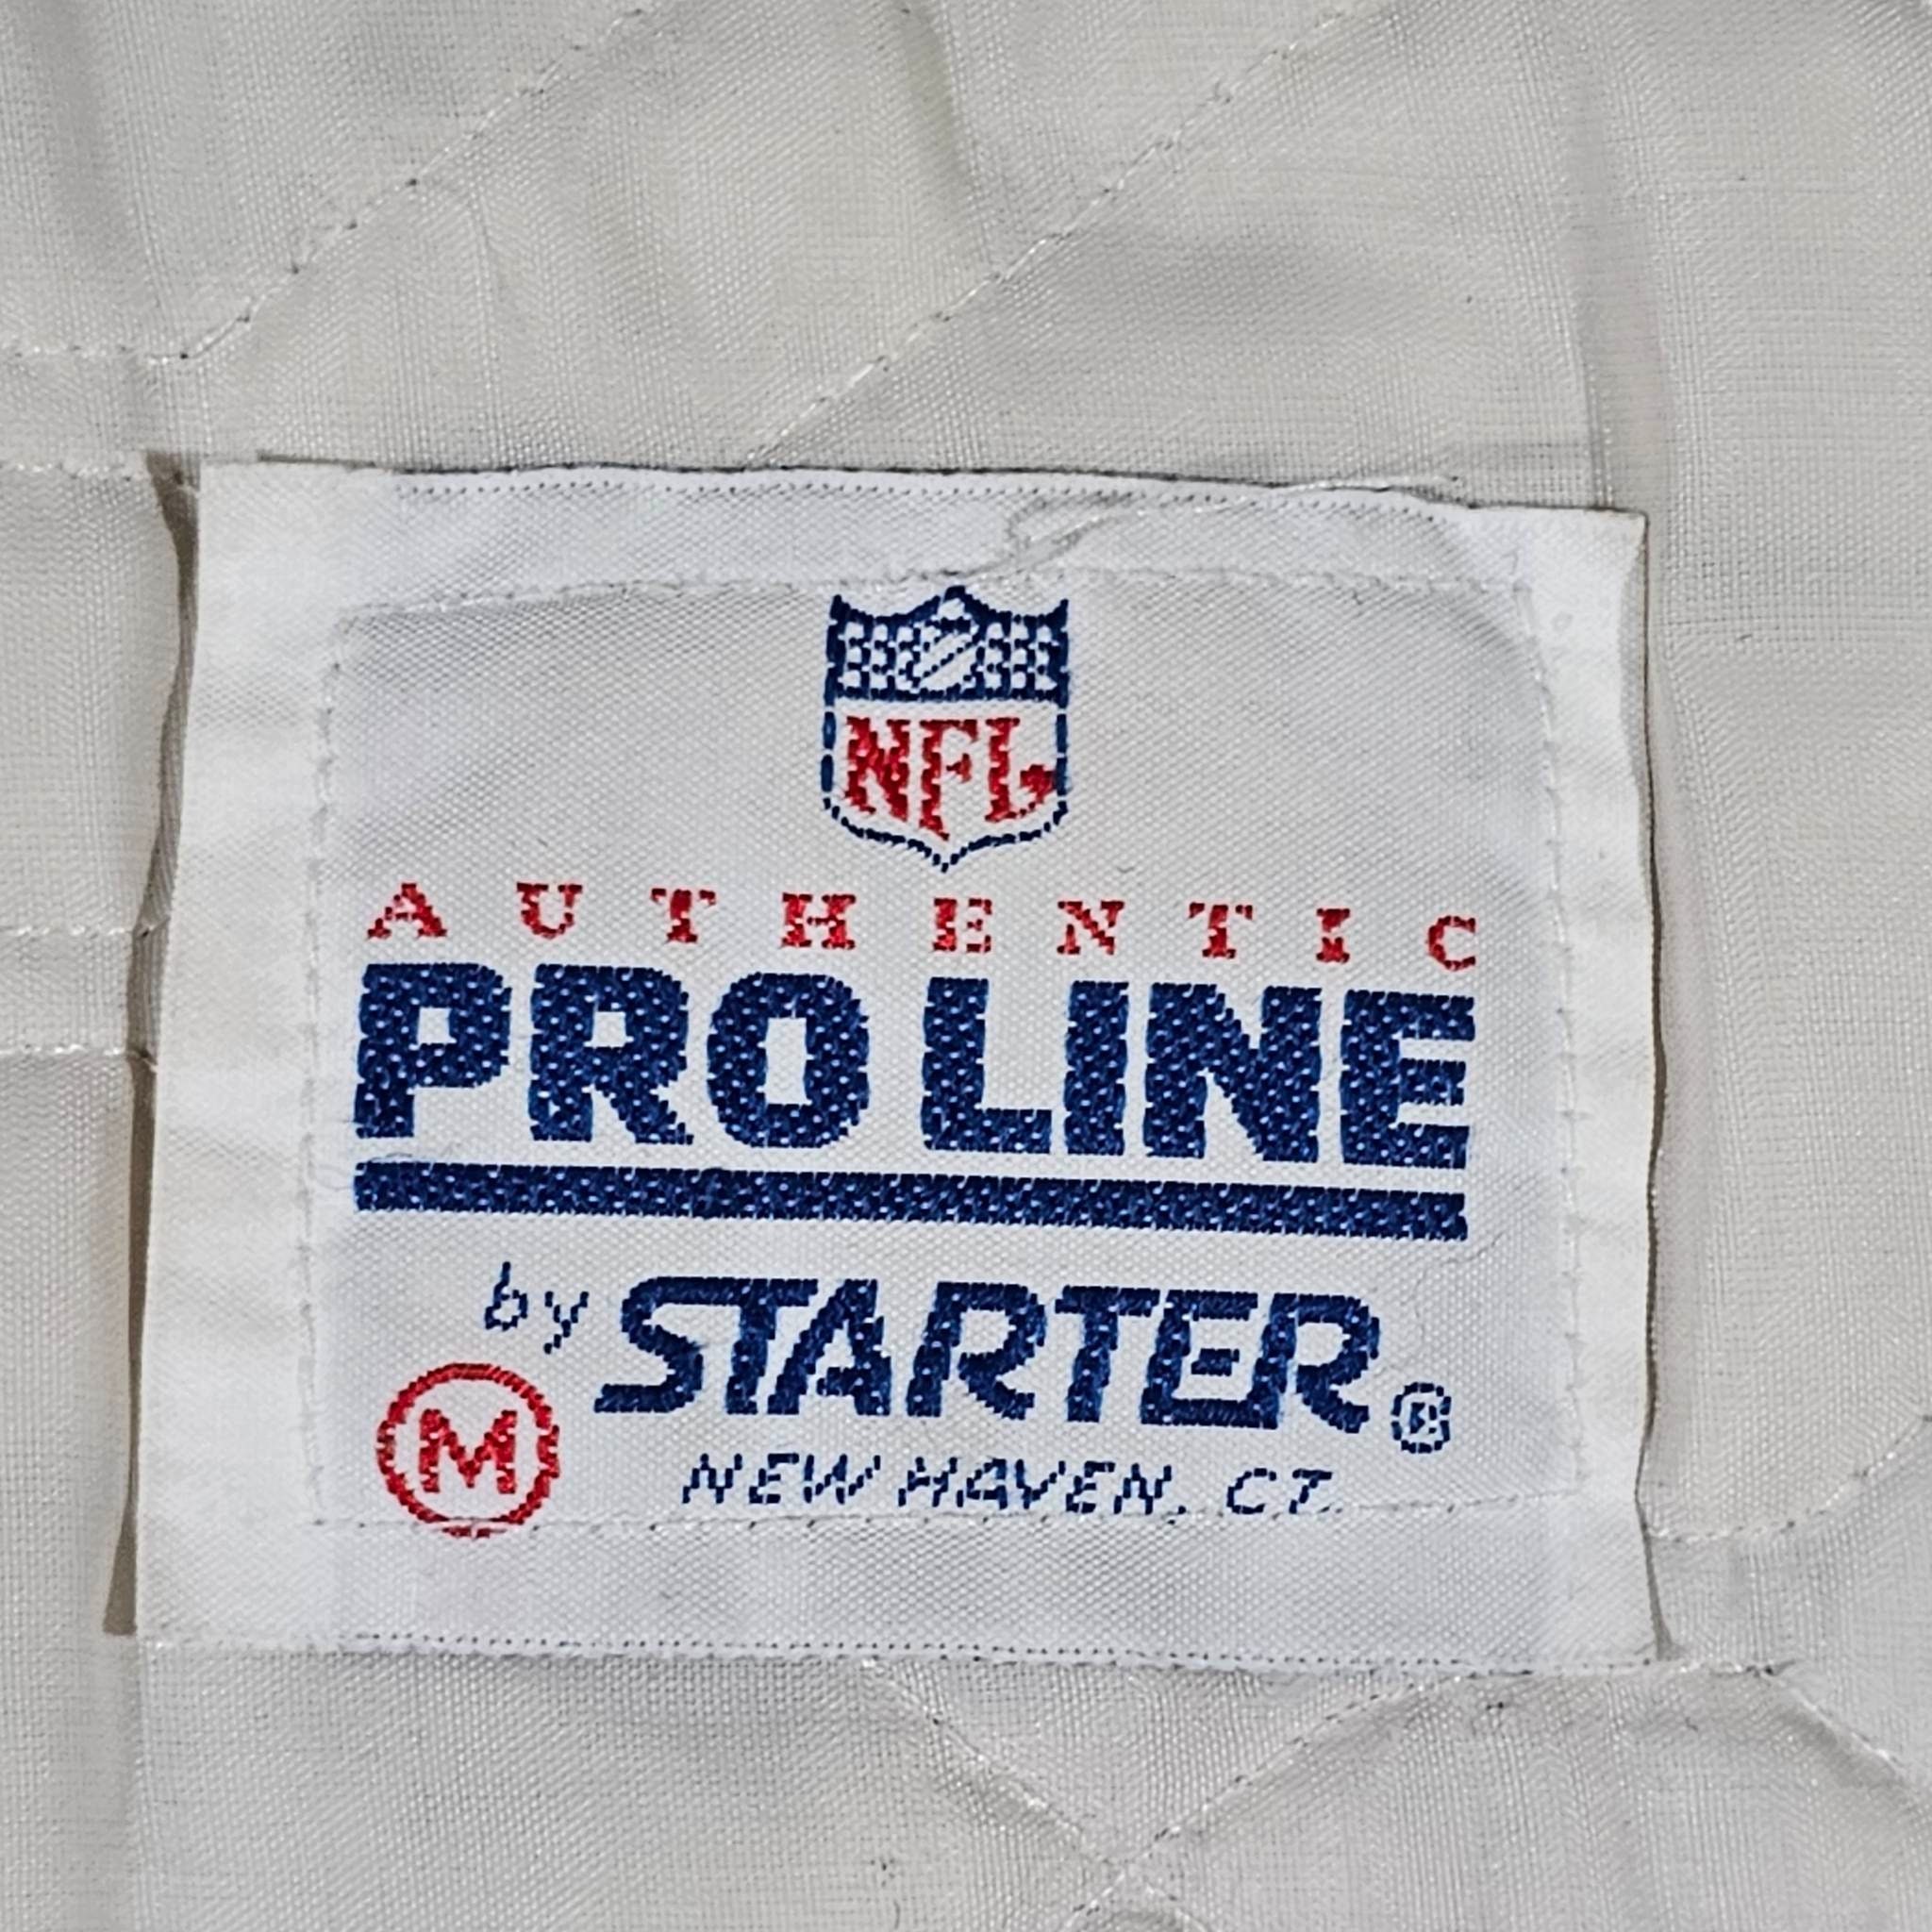 NFL
AUTHENTIC
PRO LINE
by STARTER®
M
NEW HAVEN, CT.